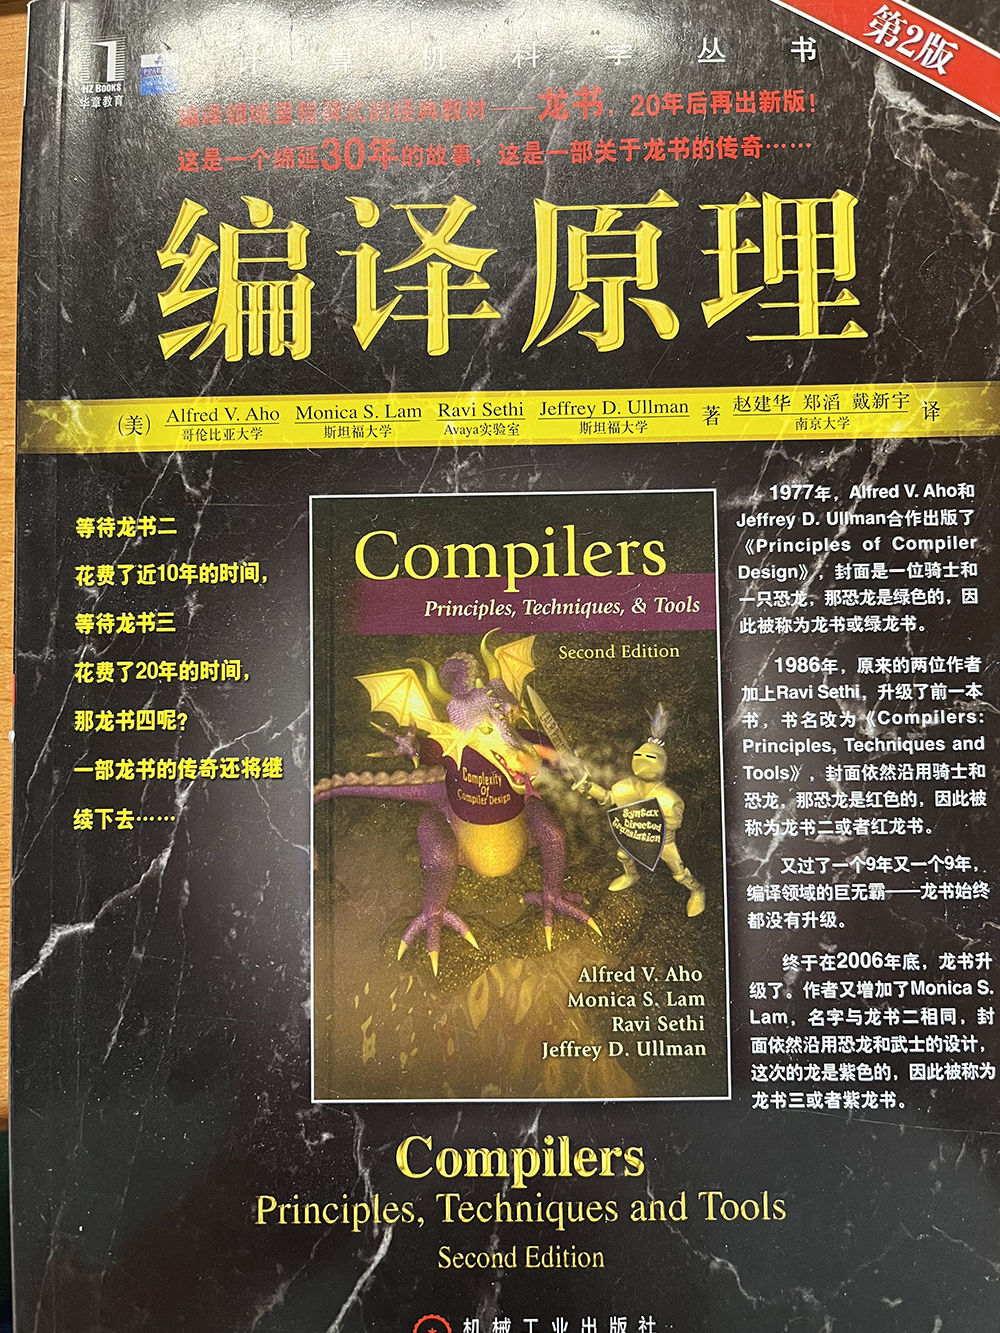 第2版
HZ BOOKS
华章教育
算 机 科 学 丛 书
编译领域里程碑式的经典教材——龙书，20年后再出新版！
这是一个绵延30年的故事，这是一部关于龙书的传奇……
编译原理
（美） Alfred V. Aho Monica S. Lam Ravi Sethi Jeffrey D. Ullman 著 赵建华 郑滔 戴新宇 译
哥伦比亚大学 斯坦福大学 Avaya实验室 斯坦福大学 南京大学
等待龙书二
花费了近10年的时间，
等待龙书三
花费了20年的时间，
那龙书四呢？
一部龙书的传奇还将继
续下去……
Compilers
Principles, Techniques, & Tools
Second Edition
Complexity
Of
Compiler Design
Syntax
Directed
Translation
Alfred V. Aho
Monica S. Lam
Ravi Sethi
Jeffrey D. Ullman
1977年，Alfred V. Aho和
Jeffrey D. Ullman合作出版了
《Principles of Compiler
Design》，封面是一位骑士和
一只恐龙，那恐龙是绿色的，因
此被称为龙书或绿龙书。
1986年，原来的两位作者
加上Ravi Sethi，升级了前一本
书，书名改为《Compilers:
Principles, Techniques and
Tools》，封面依然沿用骑士和
恐龙，那恐龙是红色的，因此被
称为龙书二或者红龙书。
又过了一个9年又一个9年，
编译领域的巨无霸——龙书始终
都没有升级。
终于在2006年底，龙书升
级了。作者又增加了Monica S.
Lam，名字与龙书二相同，封
面依然沿用恐龙和武士的设计，
这次的龙是紫色的，因此被称为
龙书三或者紫龙书。
Compilers
Principles, Techniques and Tools
Second Edition
机械工业出版社